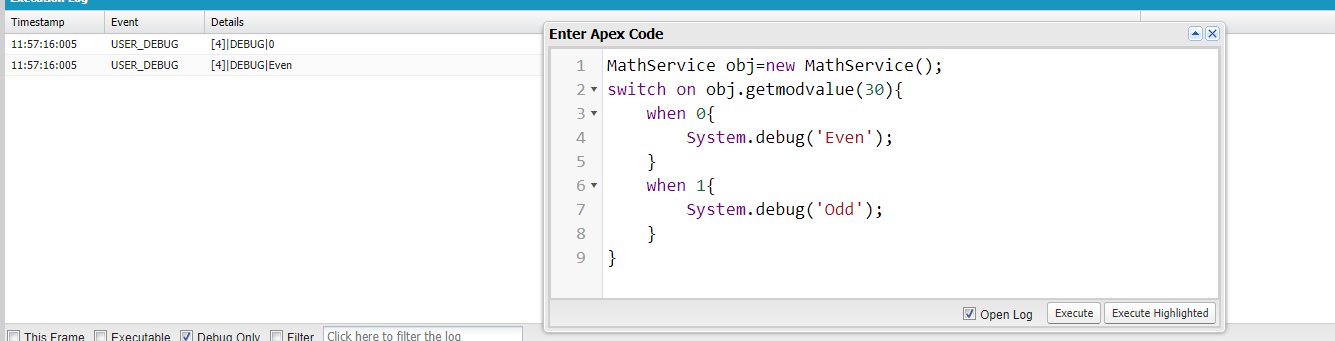 Execution Log
Timestamp Event Details
11:57:16:005 USER_DEBUG [4]|DEBUG|0
11:57:16:005 USER_DEBUG [4]|DEBUG|Even
Enter Apex Code
1 MathService obj=new MathService();
2 switch on obj.getmodvalue(30){
3 when 0{
4 System.debug('Even');
5 }
6 when 1{
7 System.debug('Odd');
8 }
9 }
Open Log Execute Execute Highlighted
This Frame Executable Debug Only Filter Click here to filter the log